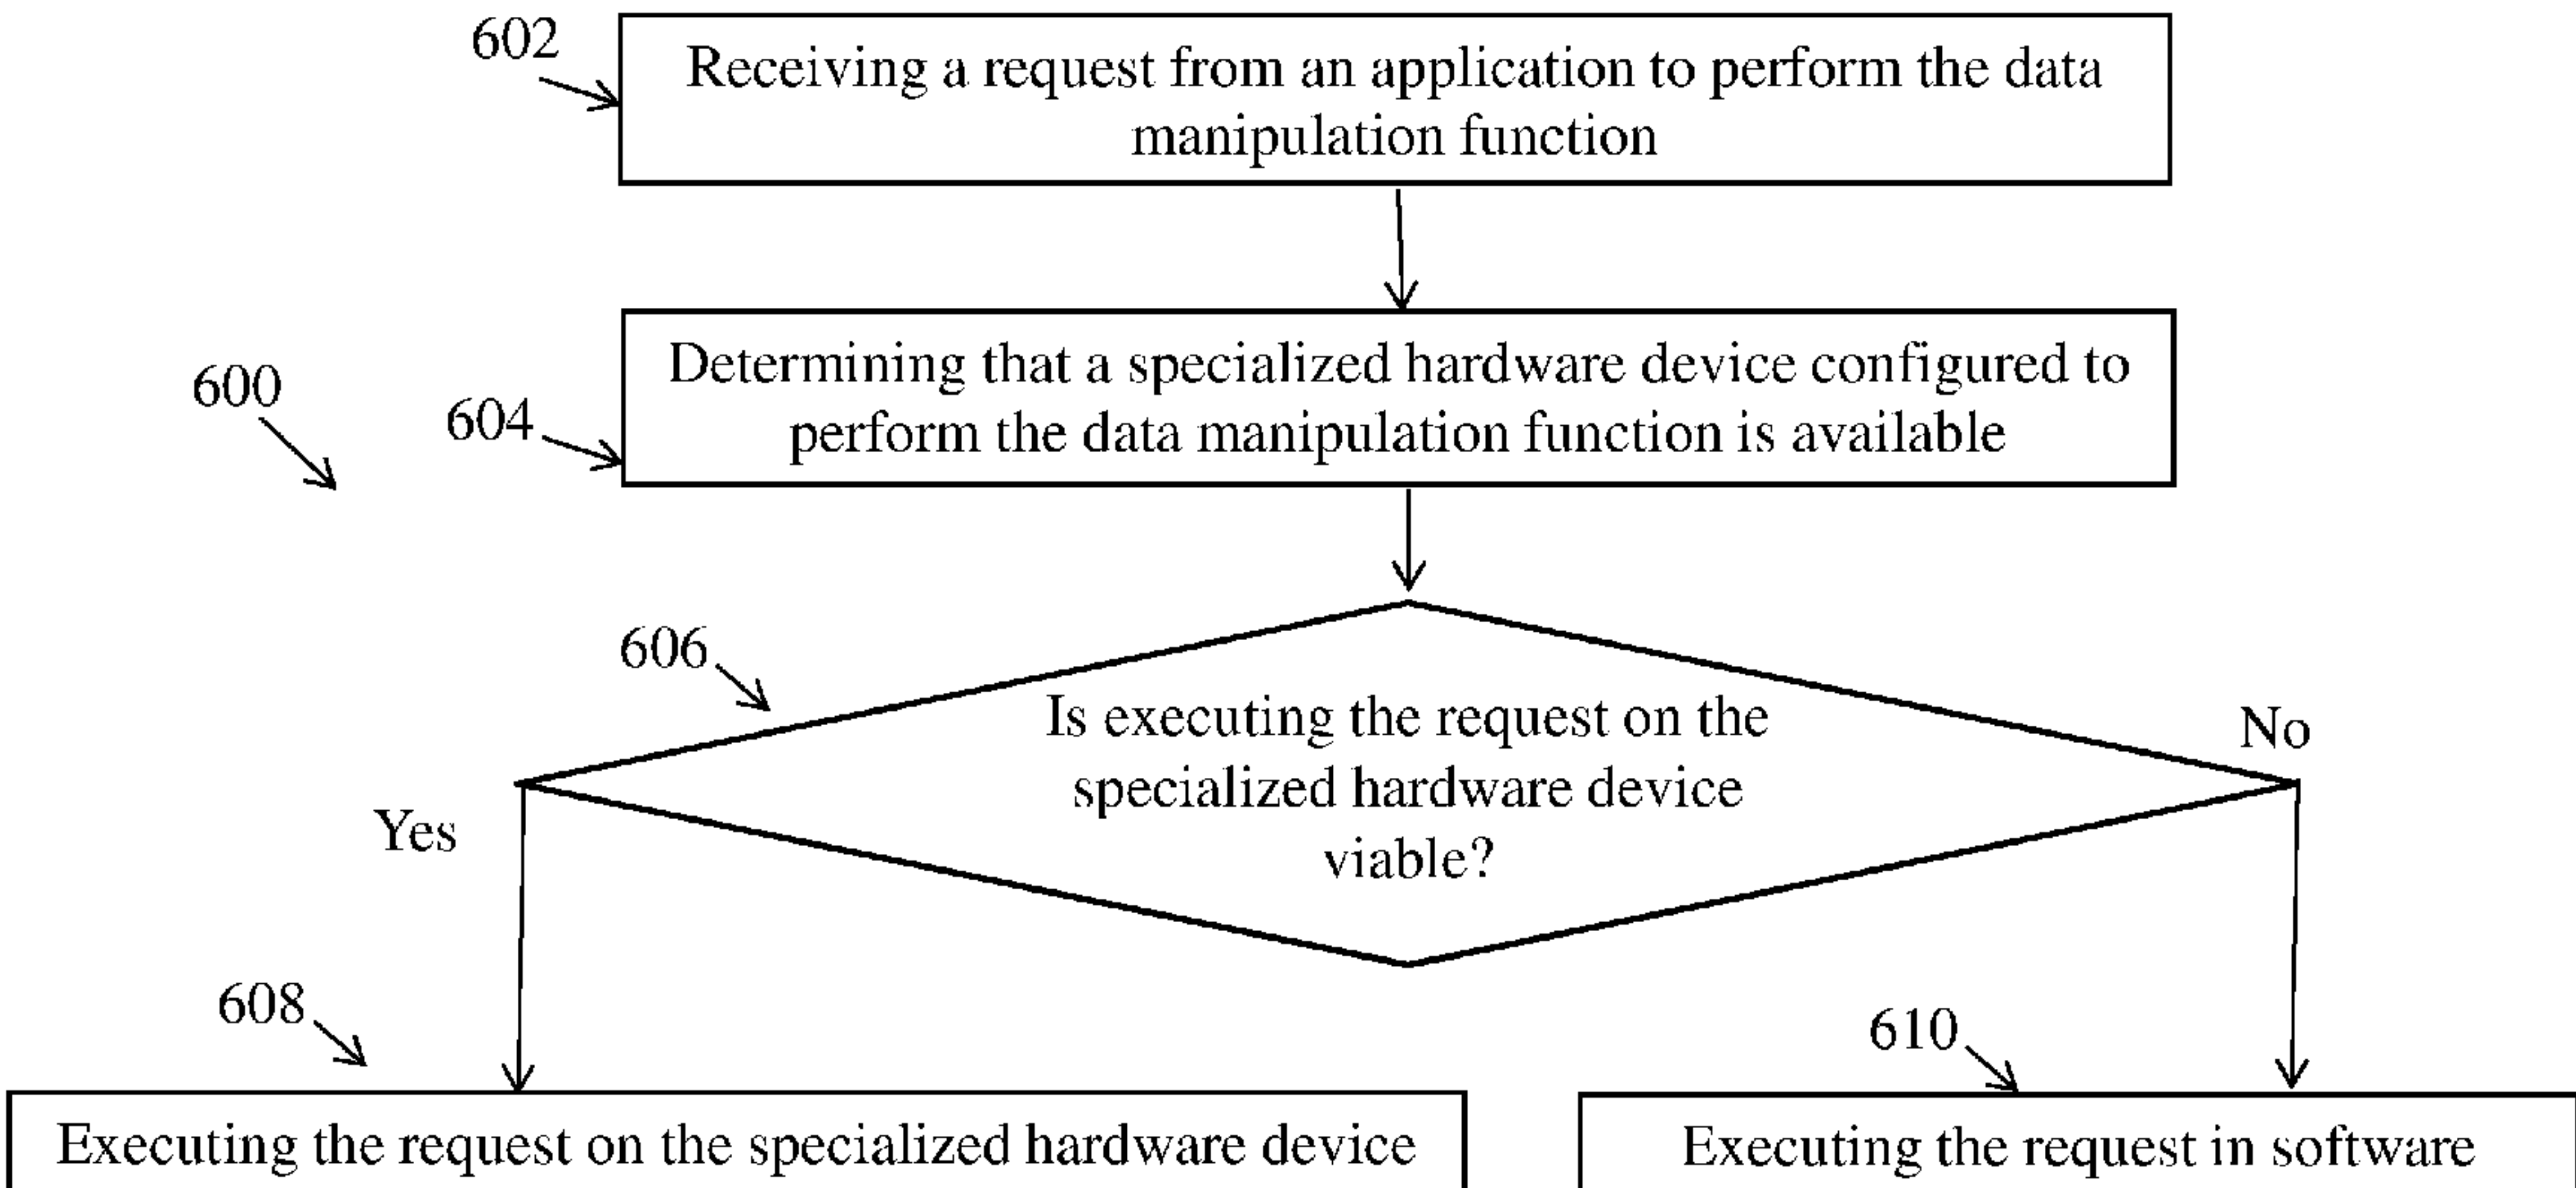 602
Receiving a request from an application to perform the data
manipulation function
600
604
Determining that a specialized hardware device configured to
perform the data manipulation function is available
606
Is executing the request on the
specialized hardware device
viable?
No
Yes
608
610
Executing the request on the specialized hardware device
Executing the request in software